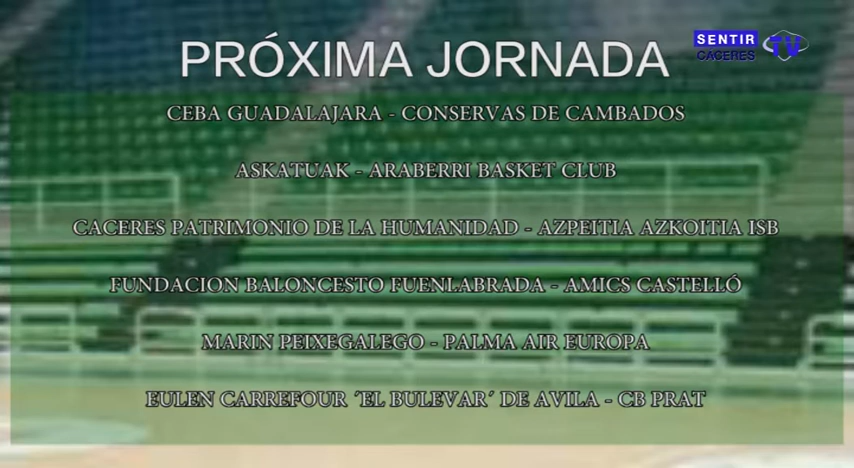 PRÓXIMA JORNADA
SENTIR
CACERES
TV
CEBA GUADALAJARA - CONSERVAS DE CAMBADOS
ASKATUAK - ARABERRI BASKET CLUB
CACERES PATRIMONIO DE LA HUMANIDAD - AZPEITIA AZKOITIA ISB
FUNDACION BALONCESTO FUENLABRADA - AMICS CASTELLÓ
MARIN PEIXEGALEGO - PALMA AIR EUROPA
EULEN CARREFOUR ´EL BULEVAR´ DE AVILA - CB PRAT